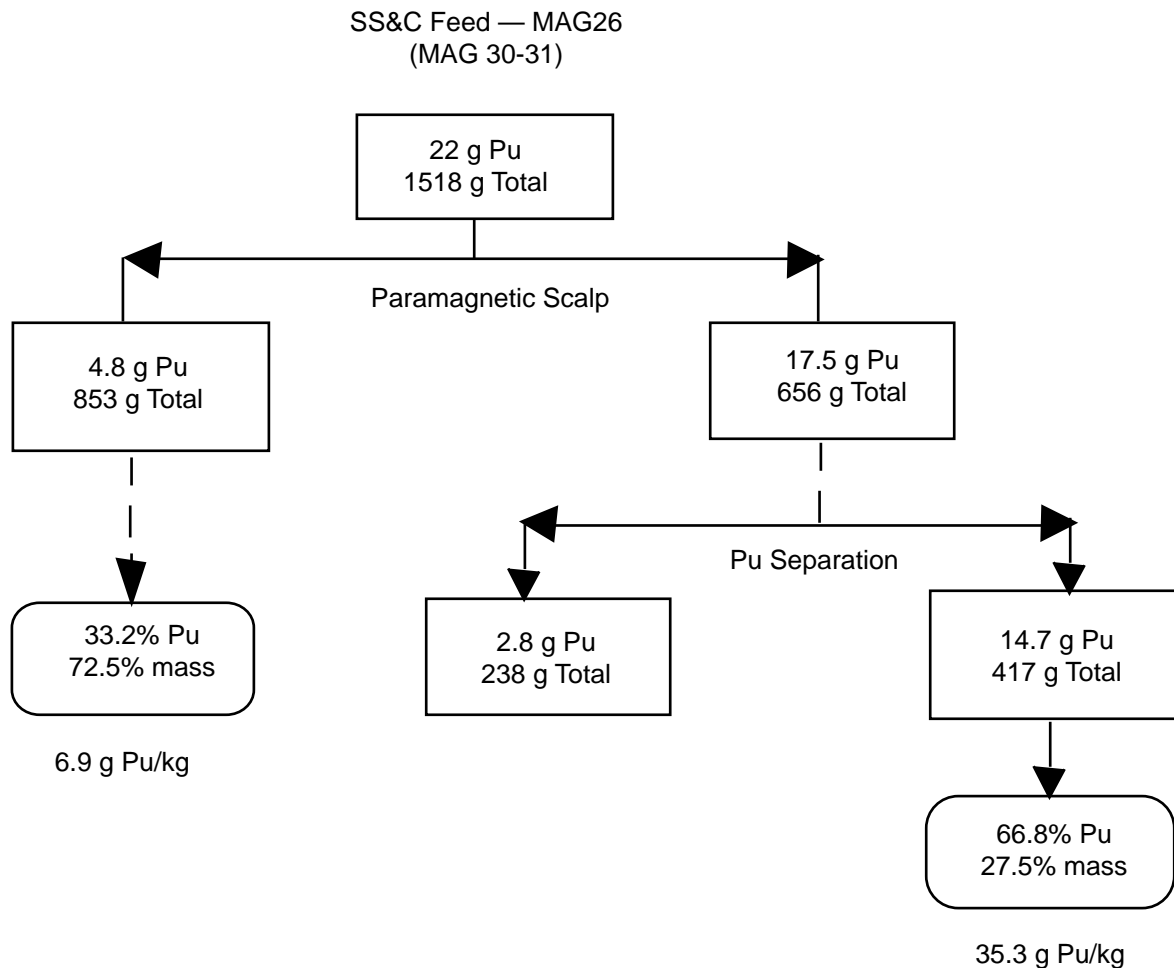 SS&C Feed — MAG26
(MAG 30-31)
22 g Pu
1518 g Total
Paramagnetic Scalp
4.8 g Pu
853 g Total
17.5 g Pu
656 g Total
Pu Separation
33.2% Pu
72.5% mass
6.9 g Pu/kg
2.8 g Pu
238 g Total
14.7 g Pu
417 g Total
66.8% Pu
27.5% mass
35.3 g Pu/kg